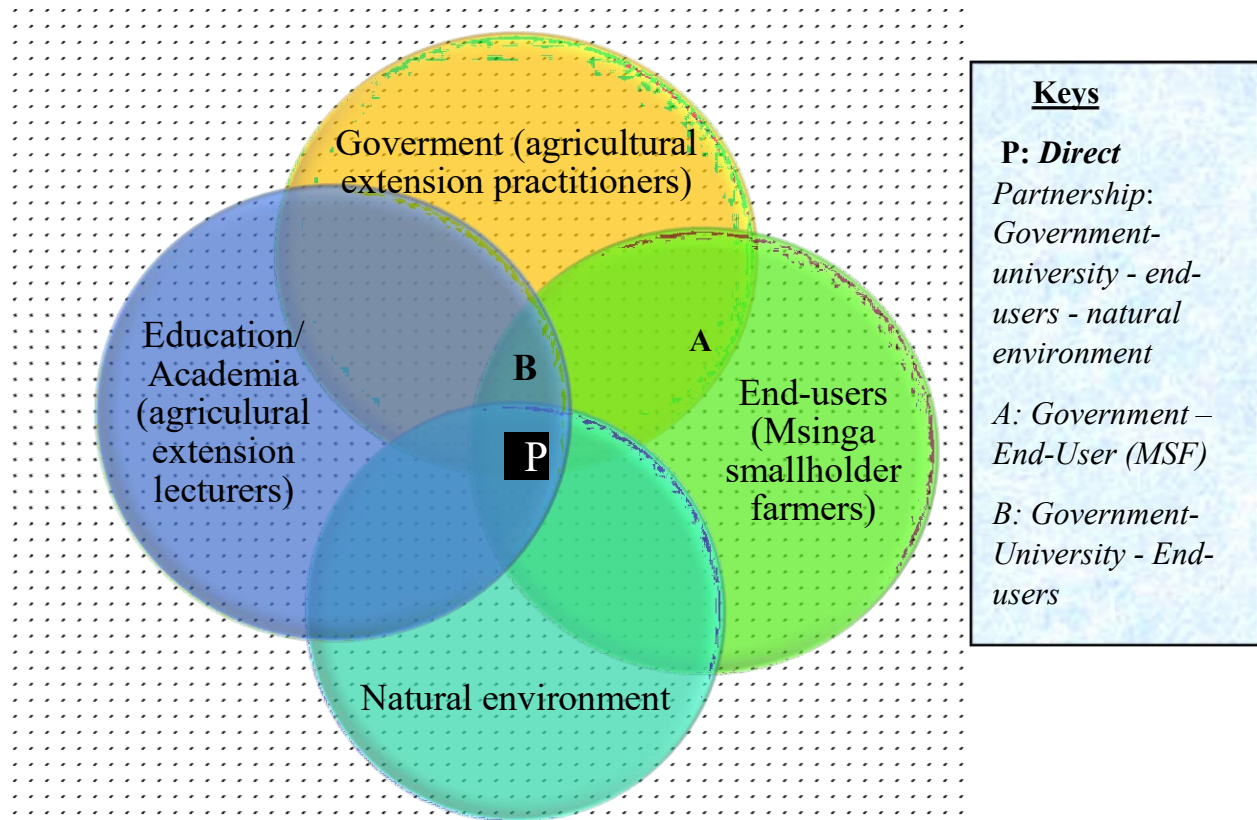 Goverment (agricultural
extension practitioners)
Education/
Academia
(agriculural
extension
lecturers)
B
A
P
End-users
(Msinga
smallholder
farmers)
Natural environment
Keys
P: Direct
Partnership:
Government-
university - end-
users - natural
environment
A: Government –
End-User (MSF)
B: Government-
University - End-
users